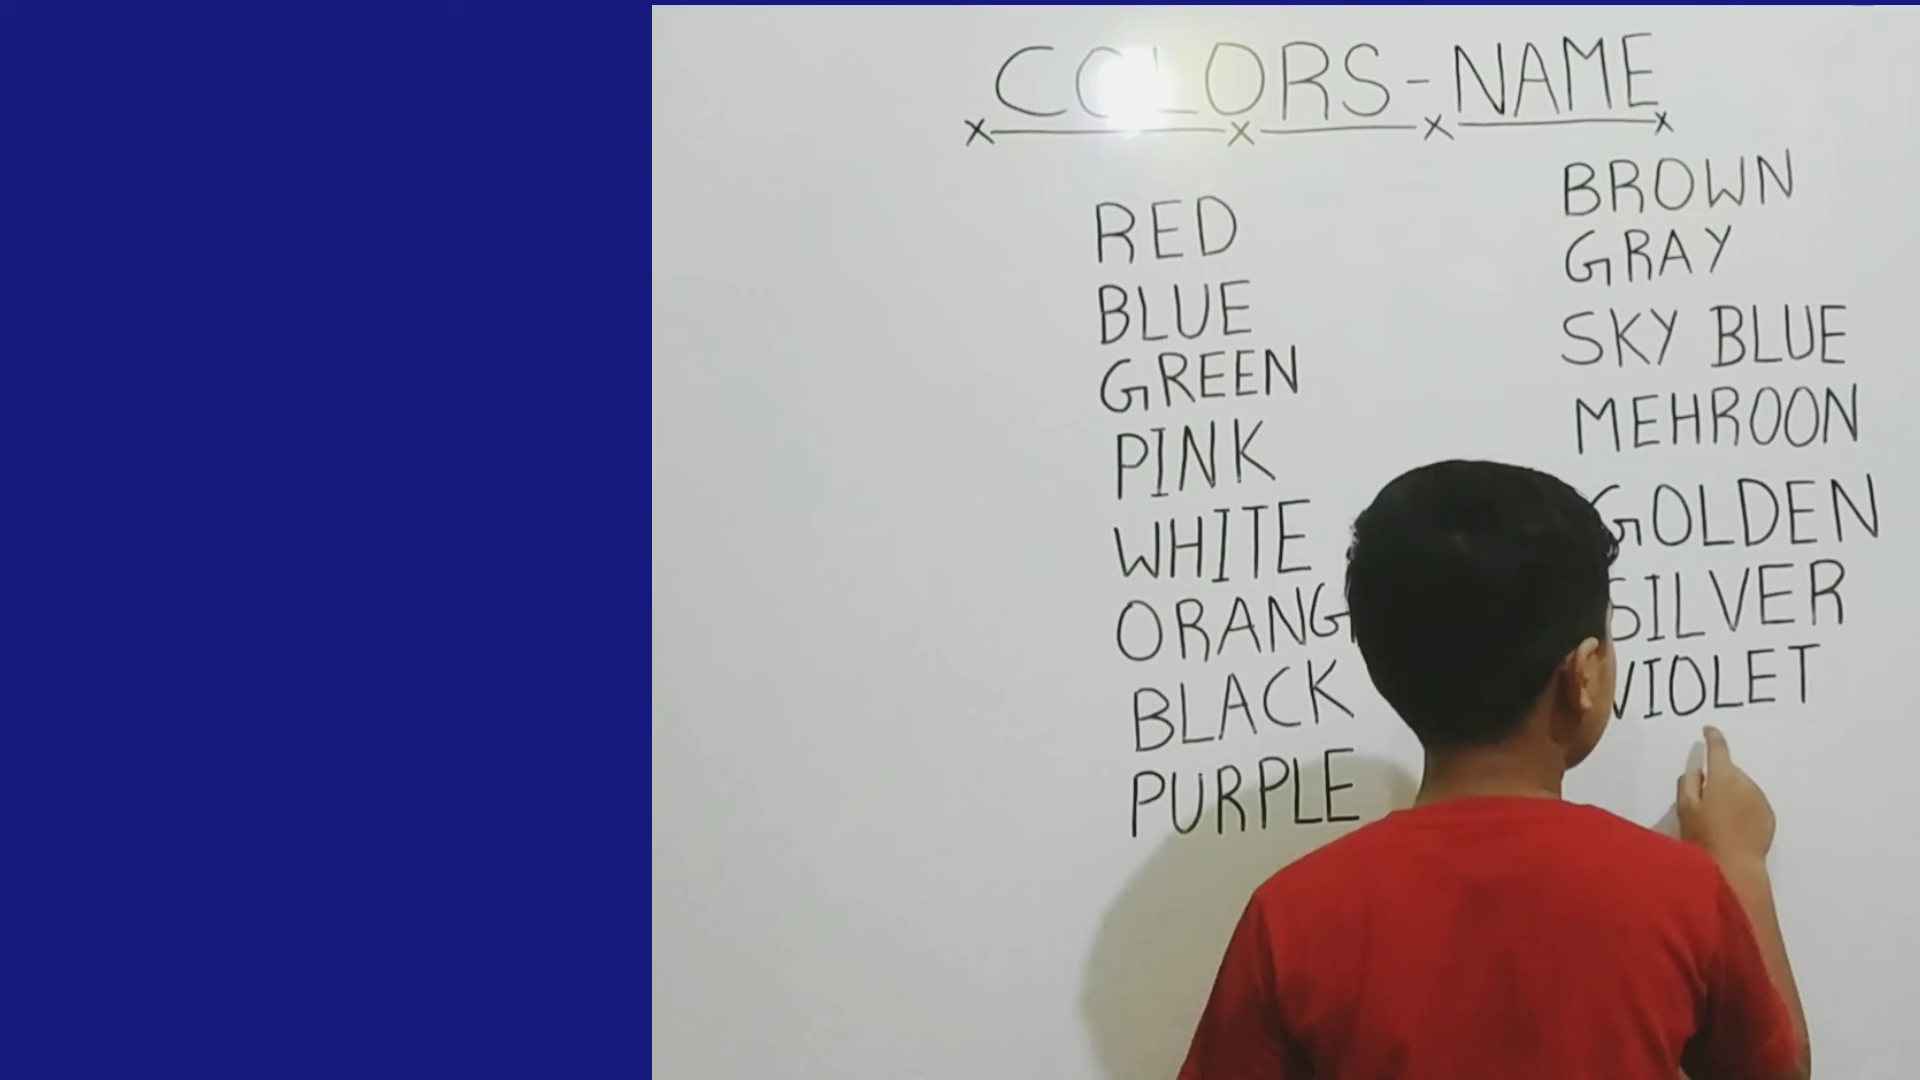 COLORS-NAME
RED
BLUE
GREEN
PINK
WHITE
ORANG
BLACK
PURPLE
BROWN
GRAY
SKY BLUE
MEHROON
GOLDEN
SILVER
VIOLET